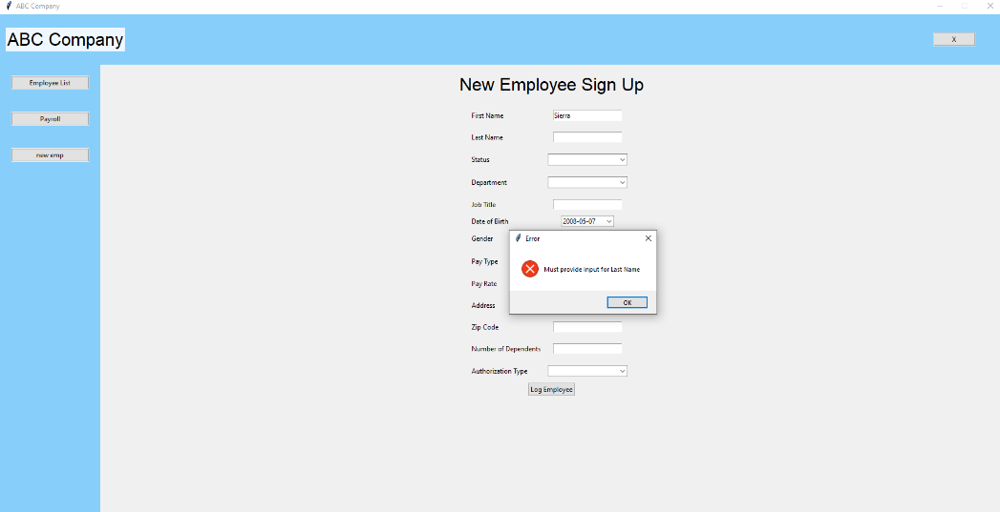 ABC Company
ABC Company
X
Employee List
Payroll
new emp
New Employee Sign Up
First Name Sierra
Last Name
Status
Department
Job Title
Date of Birth 2008-05-07
Gender
Error
Pay Type
Must provide input for Last Name
Pay Rate
OK
Address
Zip Code
Number of Dependents
Authorization Type
Log Employee